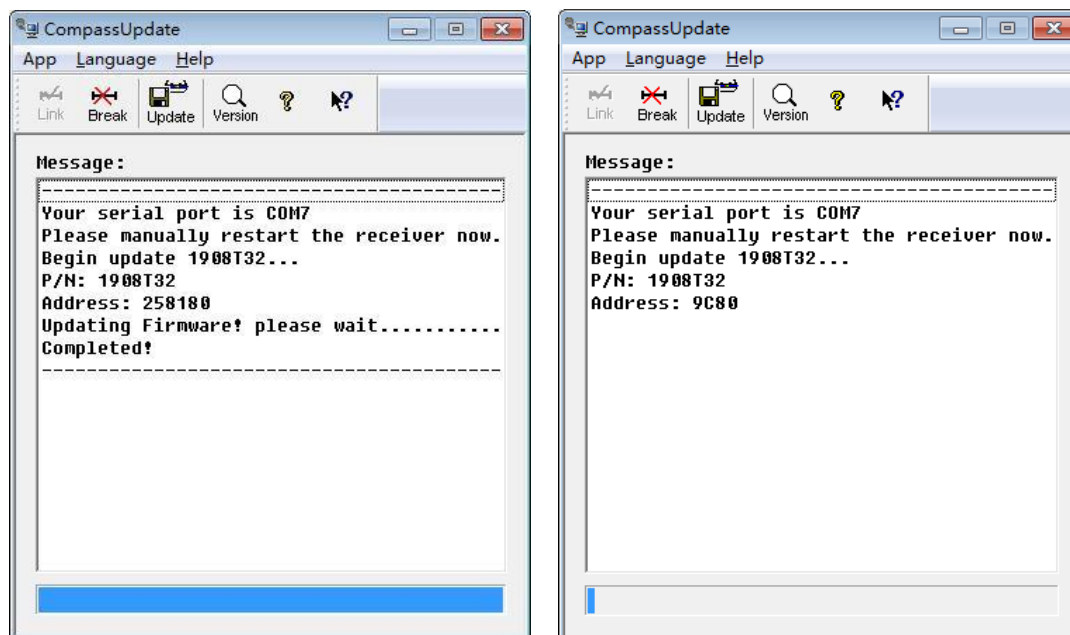 CompassUpdate
App Language Help
Link Break Update Version
Message:
------------------------------------------
Your serial port is COM7
Please manually restart the receiver now.
Begin update 1908T32...
P/N: 1908T32
Address: 258180
Updating Firmware! please wait...........
Completed!
------------------------------------------
CompassUpdate
App Language Help
Link Break Update Version
Message:
------------------------------------------
Your serial port is COM7
Please manually restart the receiver now.
Begin update 1908T32...
P/N: 1908T32
Address: 9C80